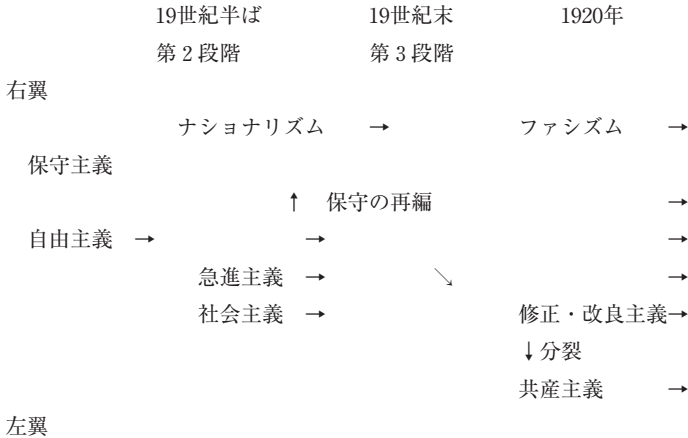 19世紀半ば 19世紀末 1920年
第2段階 第3段階
右翼
ナショナリズム → ファシズム →
保守主義
↑ 保守の再編 →
自由主義 → → →
急進主義 → ↘ →
社会主義 → 修正・改良主義→
↓分裂
共産主義 →
左翼